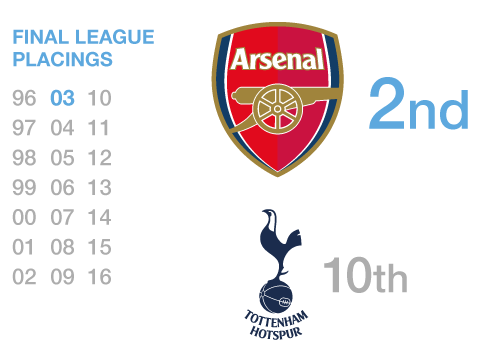 FINAL LEAGUE
PLACINGS
96 03 10
97 04 11
98 05 12
99 06 13
00 07 14
01 08 15
02 09 16
Arsenal
2nd
10th
TOTTENHAM
HOTSPUR